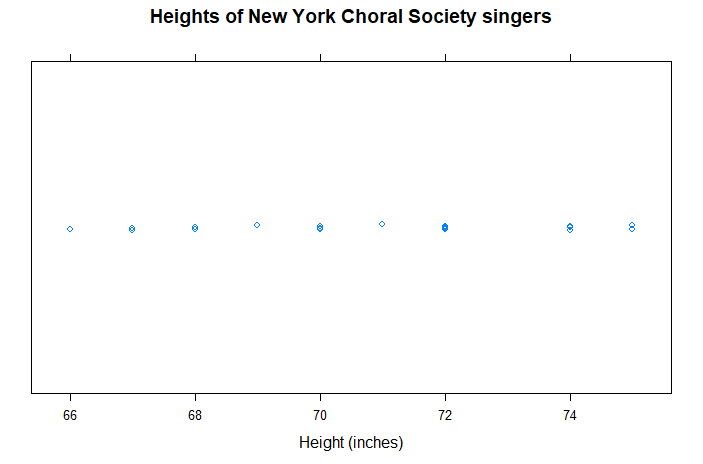 Heights of New York Choral Society singers
66 68 70 72 74
Height (inches)